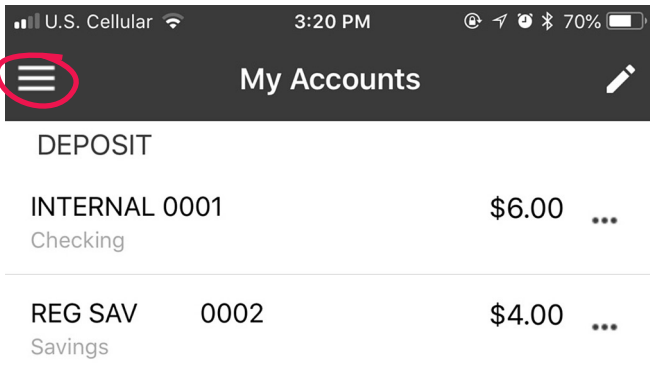 U.S. Cellular 3:20 PM 70%
My Accounts
DEPOSIT
INTERNAL 0001 $6.00
Checking
REG SAV 0002 $4.00
Savings